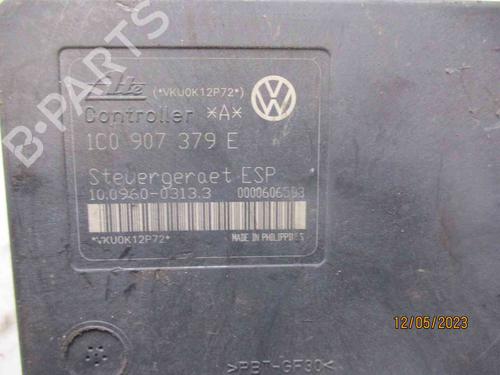 B-PARTS
Ate (*VKU0K12P72*)
Controller *A*
1C0 907 379 E
Steuergeraet ESP
10.0960-0313.3 0000606503
*VKU0K12P72* MADE IN PHILIPPINES
12/05/2023
>PBT-GF30<